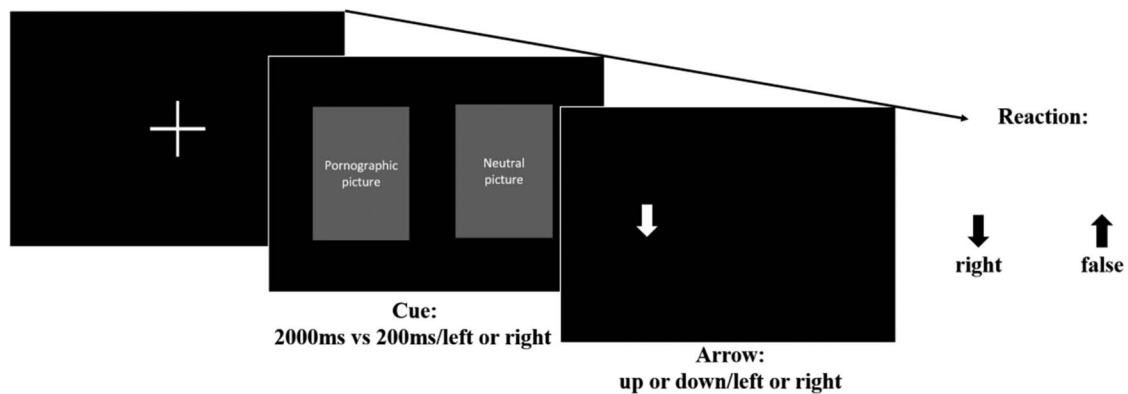 Pornographic
picture
Neutral
picture
Reaction:
right
false
Cue:
2000ms vs 200ms/left or right
Arrow:
up or down/left or right